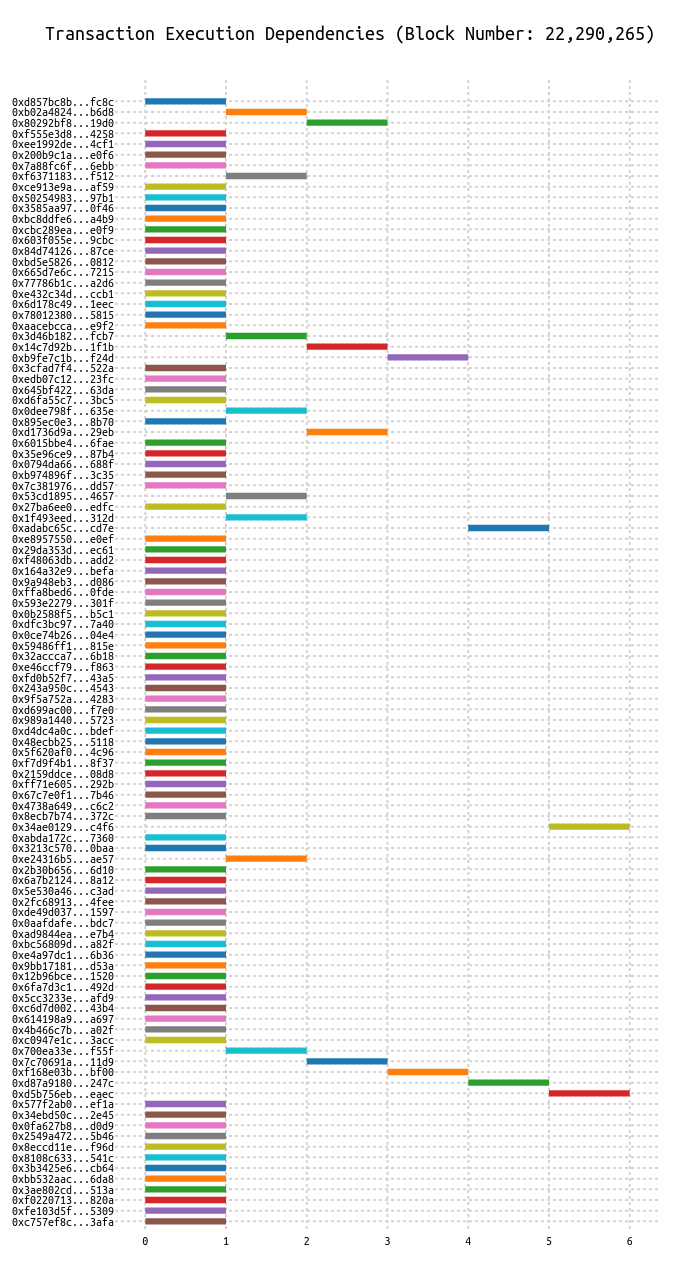 Transaction Execution Dependencies (Block Number: 22,290,265)
0xd857bc8b...fc8c
0xb02a4824...b6d8
0x80292bf8...19d0
0xf555e3d8...4258
0xee1992de...4cf1
0x200b9c1a...e0f6
0x7a88fc6f...6ebb
0xf6371183...f512
0xce913e9a...af59
0x50254983...97b1
0x3585aa97...0f46
0xbc8ddfe6...a4b9
0xcbc289ea...e0f9
0x603f055e...9cbc
0x84d74126...87ce
0xbd5e5826...0812
0x665d7e6c...7215
0x77786b1c...a2d6
0xe432c34d...ccb1
0x6d178c49...1eec
0x78012380...5815
0xaacebcca...e9f2
0x3d46b182...fcb7
0x14c7d92b...1f1b
0xb9fe7c1b...f24d
0x3cfad7f4...522a
0xedb07c12...23fc
0x645bf422...63da
0xd6fa55c7...3bc5
0x0dee798f...635e
0x895ec0e3...8b70
0xd1736d9a...29eb
0x6015bbe4...6fae
0x35e96ce9...87b4
0x0794da66...688f
0xb974896f...3c35
0x7c381976...dd57
0x53cd1895...4657
0x27ba6ee0...edfc
0x1f493eed...312d
0xadabc65c...cd7e
0xe8957550...e0ef
0x29da353d...ec61
0xf48063db...add2
0x164a32e9...befa
0x9a948eb3...d086
0xffa8bed6...0fde
0x593e2279...301f
0x0b2588f5...b5c1
0xdfc3bc97...7a40
0x0ce74b26...04e4
0x59486ff1...815e
0x32accca7...6b18
0xe46ccf79...f863
0xfd0b52f7...43a5
0x243a950c...4543
0x9f5a752a...4283
0xd699ac00...f7e0
0x989a1440...5723
0xd4dc4a0c...bdef
0x48ecbb25...5118
0x5f620af0...4c96
0xf7d9f4b1...8f37
0x2159ddce...08d8
0xff71e605...292b
0x67c7e0f1...7b46
0x4738a649...c6c2
0x8ecb7b74...372c
0x34ae0129...c4f6
0xabda172c...7360
0x3213c570...0baa
0xe24316b5...ae57
0x2b30b656...6d10
0x6a7b2124...8a12
0x5e530a46...c3ad
0x2fc68913...4fee
0xde49d037...1597
0x0aafdafe...bdc7
0xad9844ea...e7b4
0xbc56809d...a82f
0xe4a97dc1...6b36
0x9bb17181...d53a
0x12b96bce...1520
0x6fa7d3c1...492d
0x5cc3233e...afd9
0xc6d7d002...43b4
0x614198a9...a697
0x4b466c7b...a02f
0xc0947e1c...3acc
0x700ea33e...f55f
0x7c70691a...11d9
0xf168e03b...bf00
0xd87a9180...247c
0xd5b756eb...eaec
0x577f2ab0...ef1a
0x34ebd50c...2e45
0x0fa627b8...d0d9
0x2549a472...5b46
0x8eccd11e...f96d
0x8108c633...541c
0x3b3425e6...cb64
0xbb532aac...6da8
0x3ae802cd...513a
0xf0220713...820a
0xfe103d5f...5309
0xc757ef8c...3afa
0 1 2 3 4 5 6